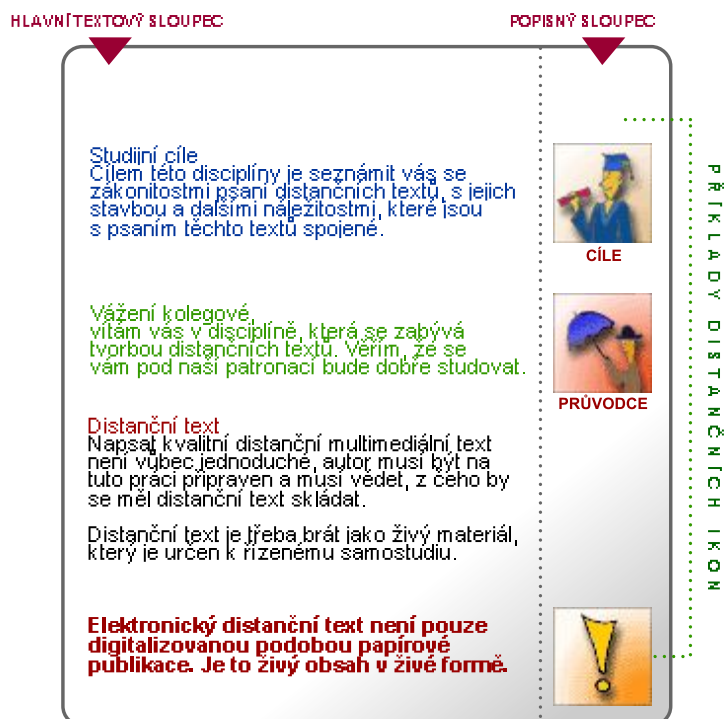 HLAVNÍ TEXTOVÝ SLOUPEC
POPISNÝ SLOUPEC
Studijní cíle
Cílem této disciplíny je seznámit vás se
zákonitostmi psaní distančních textů, s jejich
stavbou a dalšími náležitostmi, které jsou
s psaním těchto textů spojené.
CÍLE
Vážení kolegové,
vítám vás v disciplíně, která se zabývá
tvorbou distančních textů. Věřím, že se
vám pod naší patronací bude dobře studovat.
PRŮVODCE
Distanční text
Napsat kvalitní distanční multimediální text
není vůbec jednoduché, autor musí být na
tuto práci připraven a musí vědet, z čeho by
se měl distanční text skládat.
Distanční text je třeba brát jako živý materiál,
který je určen k řízenému samostudiu.
Elektronický distanční text není pouze
digitalizovanou podobou papírové
publikace. Je to živý obsah v živé formě.
PŘÍKLADY DISTANČNÍCH IKON